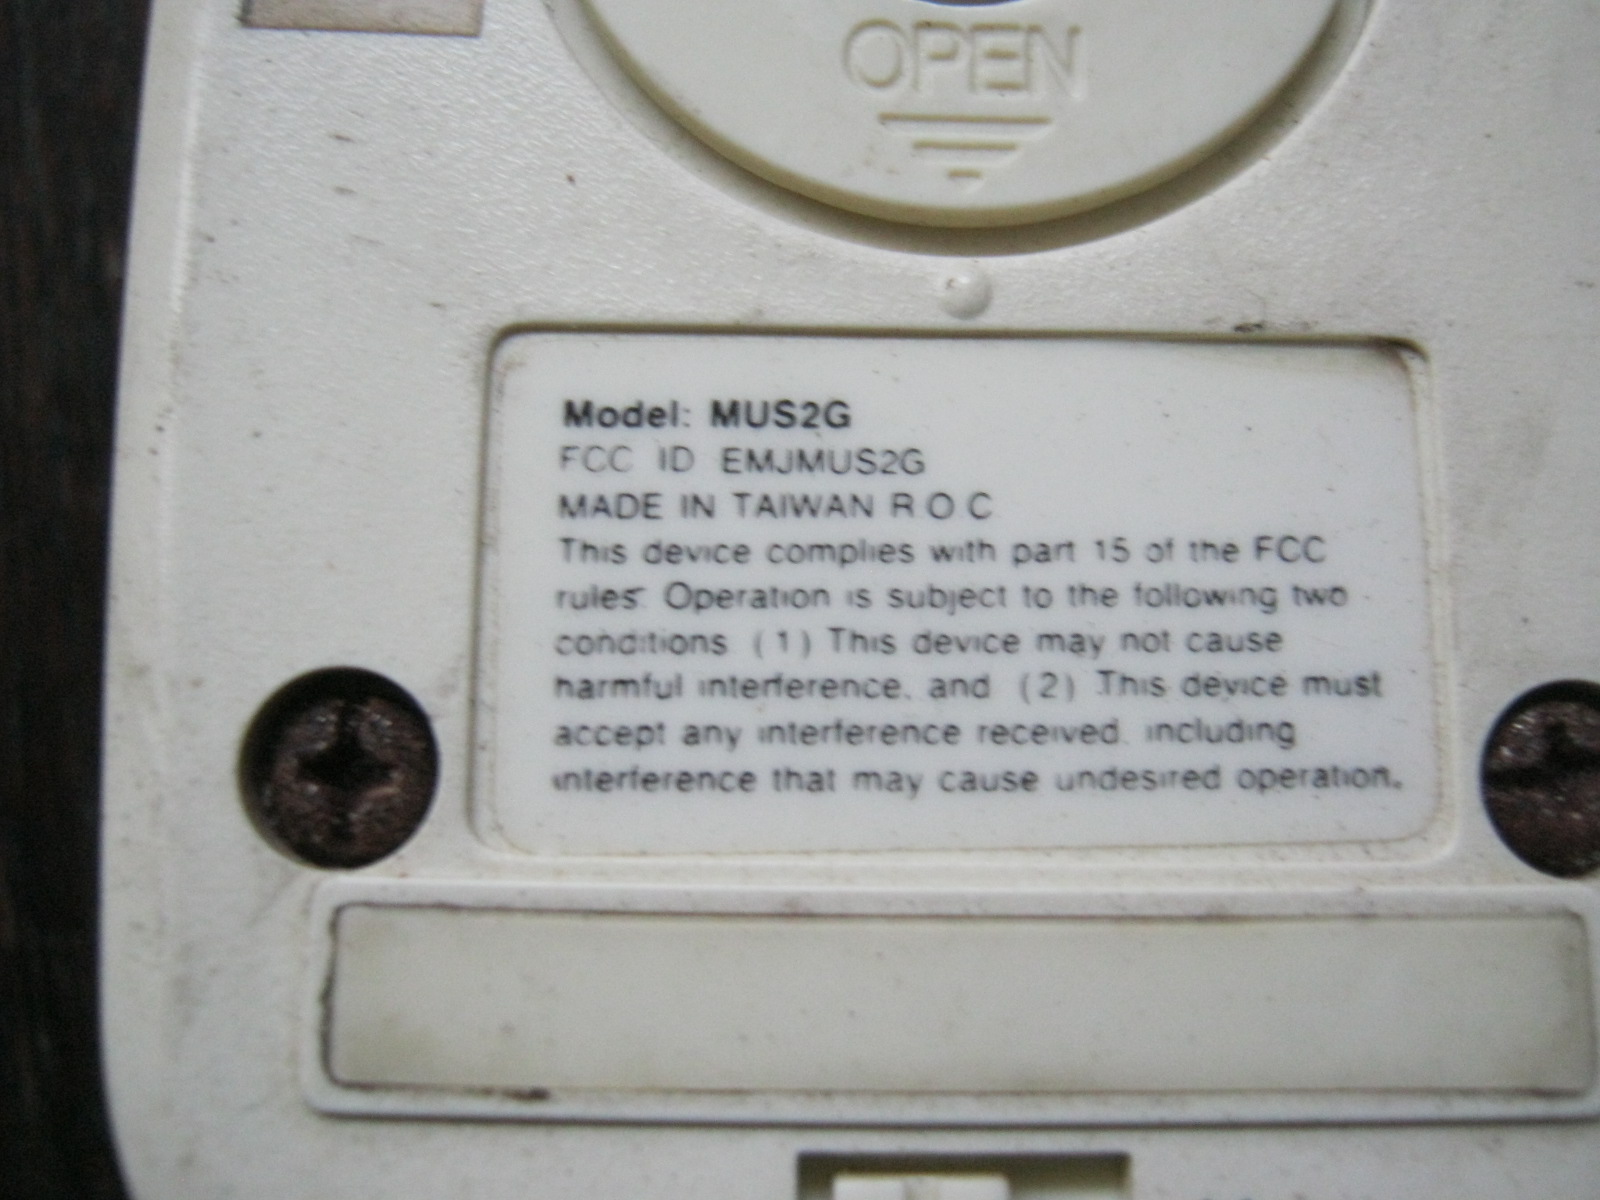 OPEN
Model: MUS2G
FCC ID EMJMUS2G
MADE IN TAIWAN R O C
This device complies with part 15 of the FCC
rules. Operation is subject to the following two
conditions (1) This device may not cause
harmful interference. and (2) This device must
accept any interference received. including
interference that may cause undesired operation.